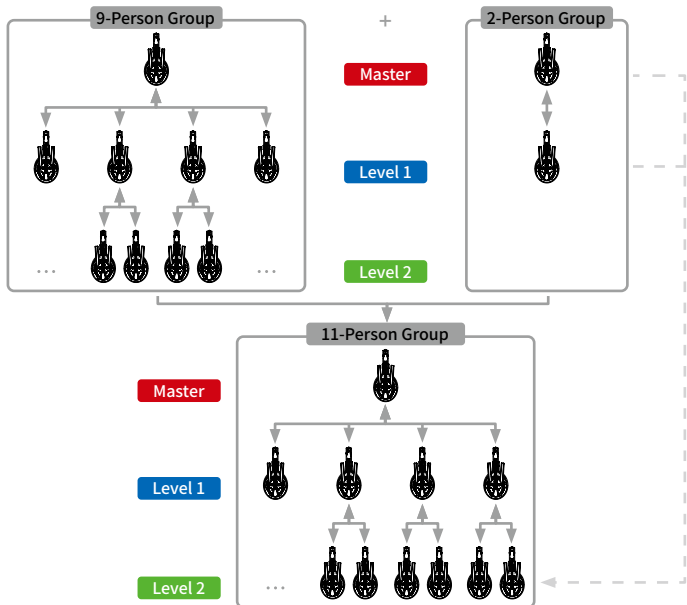 9-Person Group
+
2-Person Group
Master
Level 1
...
...
Level 2
11-Person Group
Master
Level 1
...
Level 2